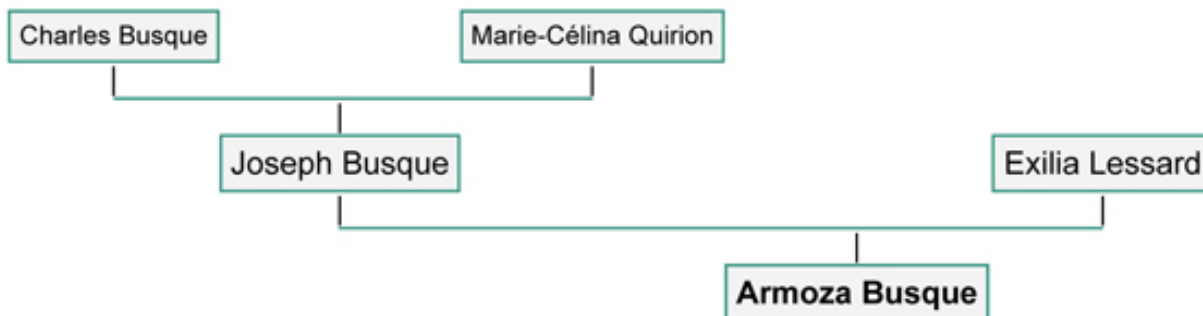 Charles Busque
Marie-Célina Quirion
Joseph Busque
Exilia Lessard
Armoza Busque